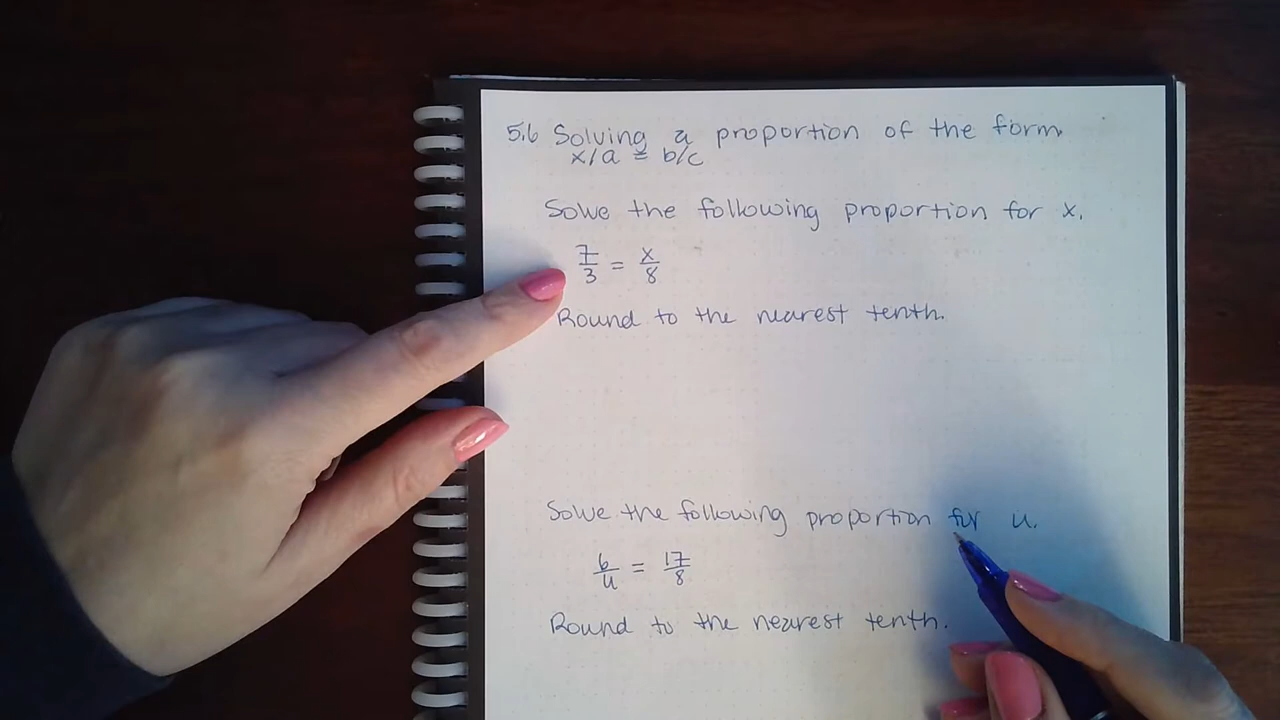 5.6 Solving a proportion of the form
x/a = b/c
Solve the following proportion for x.
7/3 = x/8
Round to the nearest tenth.
Solve the following proportion for u.
6/u = 17/8
Round to the nearest tenth.